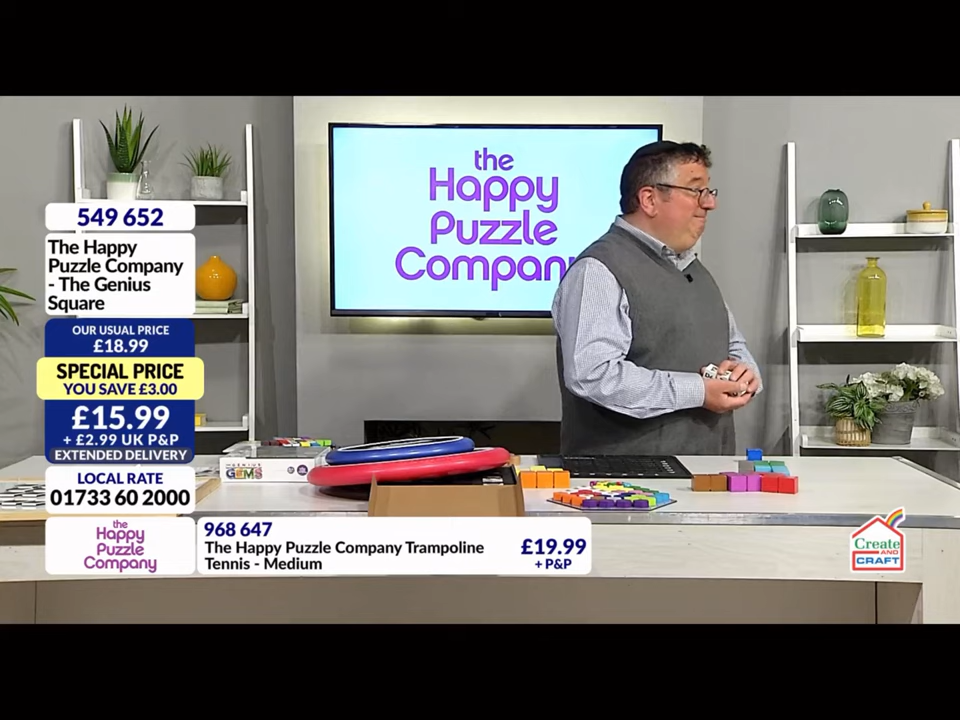 the
Happy
Puzzle
Company
549 652
The Happy
Puzzle Company
- The Genius
Square
OUR USUAL PRICE
£18.99
SPECIAL PRICE
YOU SAVE £3.00
£15.99
+ £2.99 UK P&P
EXTENDED DELIVERY
LOCAL RATE
01733 60 2000
the
Happy
Puzzle
Company
968 647
The Happy Puzzle Company Trampoline
Tennis - Medium
£19.99
+ P&P
GEMS
Create
AND
CRAFT